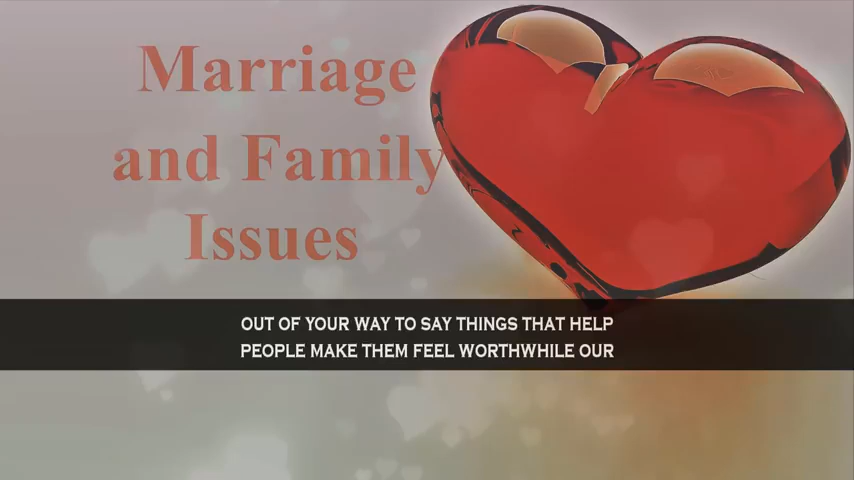 Marriage
and Family
Issues
OUT OF YOUR WAY TO SAY THINGS THAT HELP
PEOPLE MAKE THEM FEEL WORTHWHILE OUR